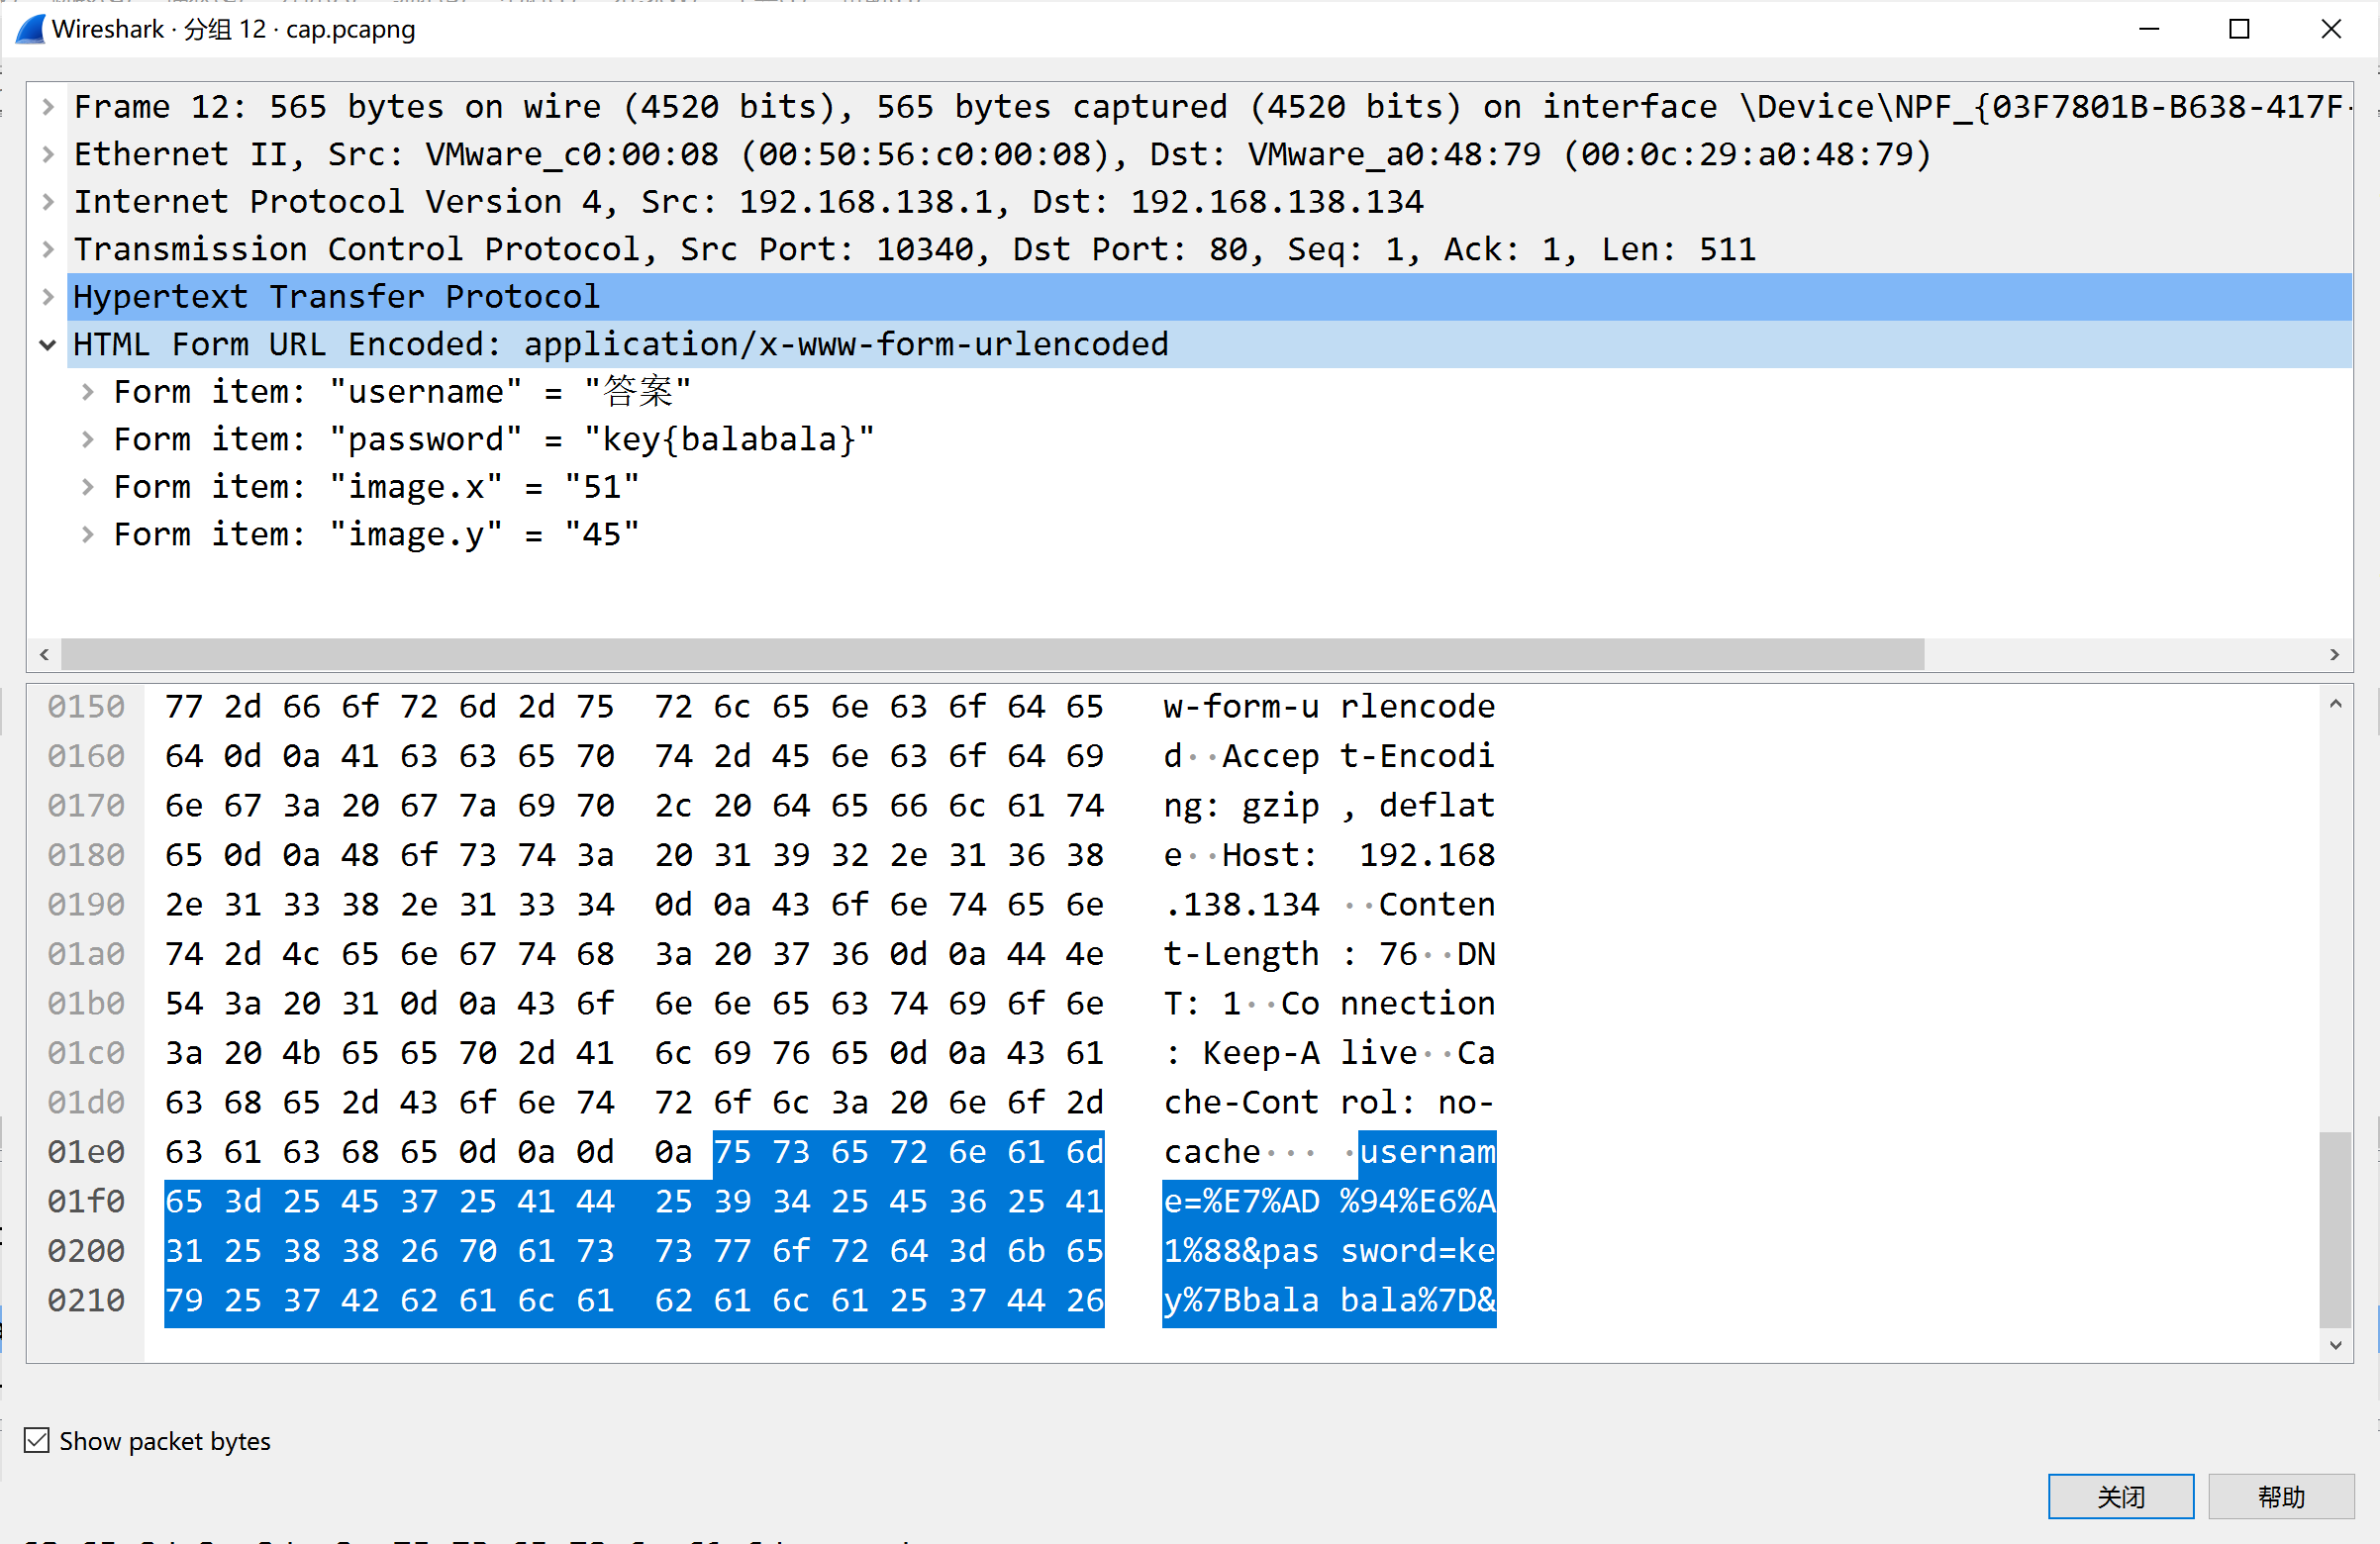 Wireshark · 分组 12 · cap.pcapng
Frame 12: 565 bytes on wire (4520 bits), 565 bytes captured (4520 bits) on interface \Device\NPF_{03F7801B-B638-417F-
Ethernet II, Src: VMware_c0:00:08 (00:50:56:c0:00:08), Dst: VMware_a0:48:79 (00:0c:29:a0:48:79)
Internet Protocol Version 4, Src: 192.168.138.1, Dst: 192.168.138.134
Transmission Control Protocol, Src Port: 10340, Dst Port: 80, Seq: 1, Ack: 1, Len: 511
Hypertext Transfer Protocol
HTML Form URL Encoded: application/x-www-form-urlencoded
Form item: "username" = "答案"
Form item: "password" = "key{balabala}"
Form item: "image.x" = "51"
Form item: "image.y" = "45"
0150 77 2d 66 6f 72 6d 2d 75 72 6c 65 6e 63 6f 64 65 w-form-u rlencode
0160 64 0d 0a 41 63 63 65 70 74 2d 45 6e 63 6f 64 69 d··Accep t-Encodi
0170 6e 67 3a 20 67 7a 69 70 2c 20 64 65 66 6c 61 74 ng: gzip , deflat
0180 65 0d 0a 48 6f 73 74 3a 20 31 39 32 2e 31 36 38 e··Host: 192.168
0190 2e 31 33 38 2e 31 33 34 0d 0a 43 6f 6e 74 65 6e .138.134 ··Conten
01a0 74 2d 4c 65 6e 67 74 68 3a 20 37 36 0d 0a 44 4e t-Length : 76··DN
01b0 54 3a 20 31 0d 0a 43 6f 6e 6e 65 63 74 69 6f 6e T: 1··Co nnection
01c0 3a 20 4b 65 65 70 2d 41 6c 69 76 65 0d 0a 43 61 : Keep-A live··Ca
01d0 63 68 65 2d 43 6f 6e 74 72 6f 6c 3a 20 6e 6f 2d che-Cont rol: no-
01e0 63 61 63 68 65 0d 0a 0d 0a 75 73 65 72 6e 61 6d cache··· ·usernam
01f0 65 3d 25 45 37 25 41 44 25 39 34 25 45 36 25 41 e=%E7%AD %94%E6%A
0200 31 25 38 38 26 70 61 73 73 77 6f 72 64 3d 6b 65 1%88&pas sword=ke
0210 79 25 37 42 62 61 6c 61 62 61 6c 61 25 37 44 26 y%7Bbala bala%7D&
Show packet bytes
关闭 帮助